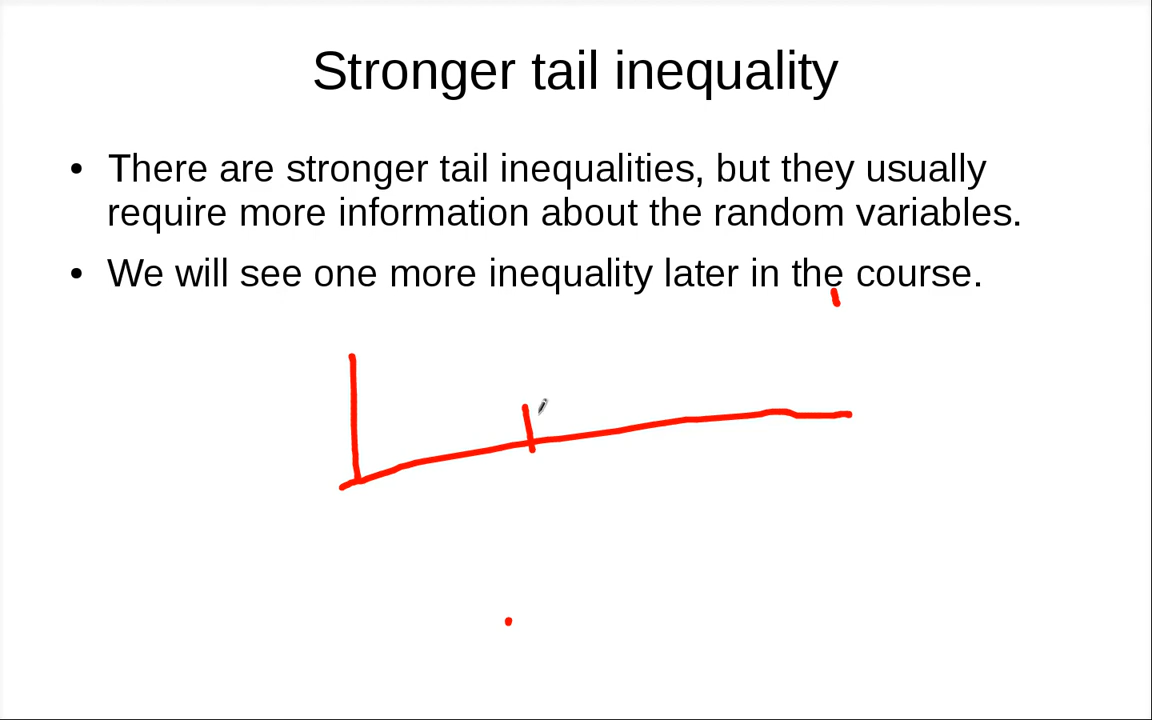 Stronger tail inequality
• There are stronger tail inequalities, but they usually
require more information about the random variables.
• We will see one more inequality later in the course.